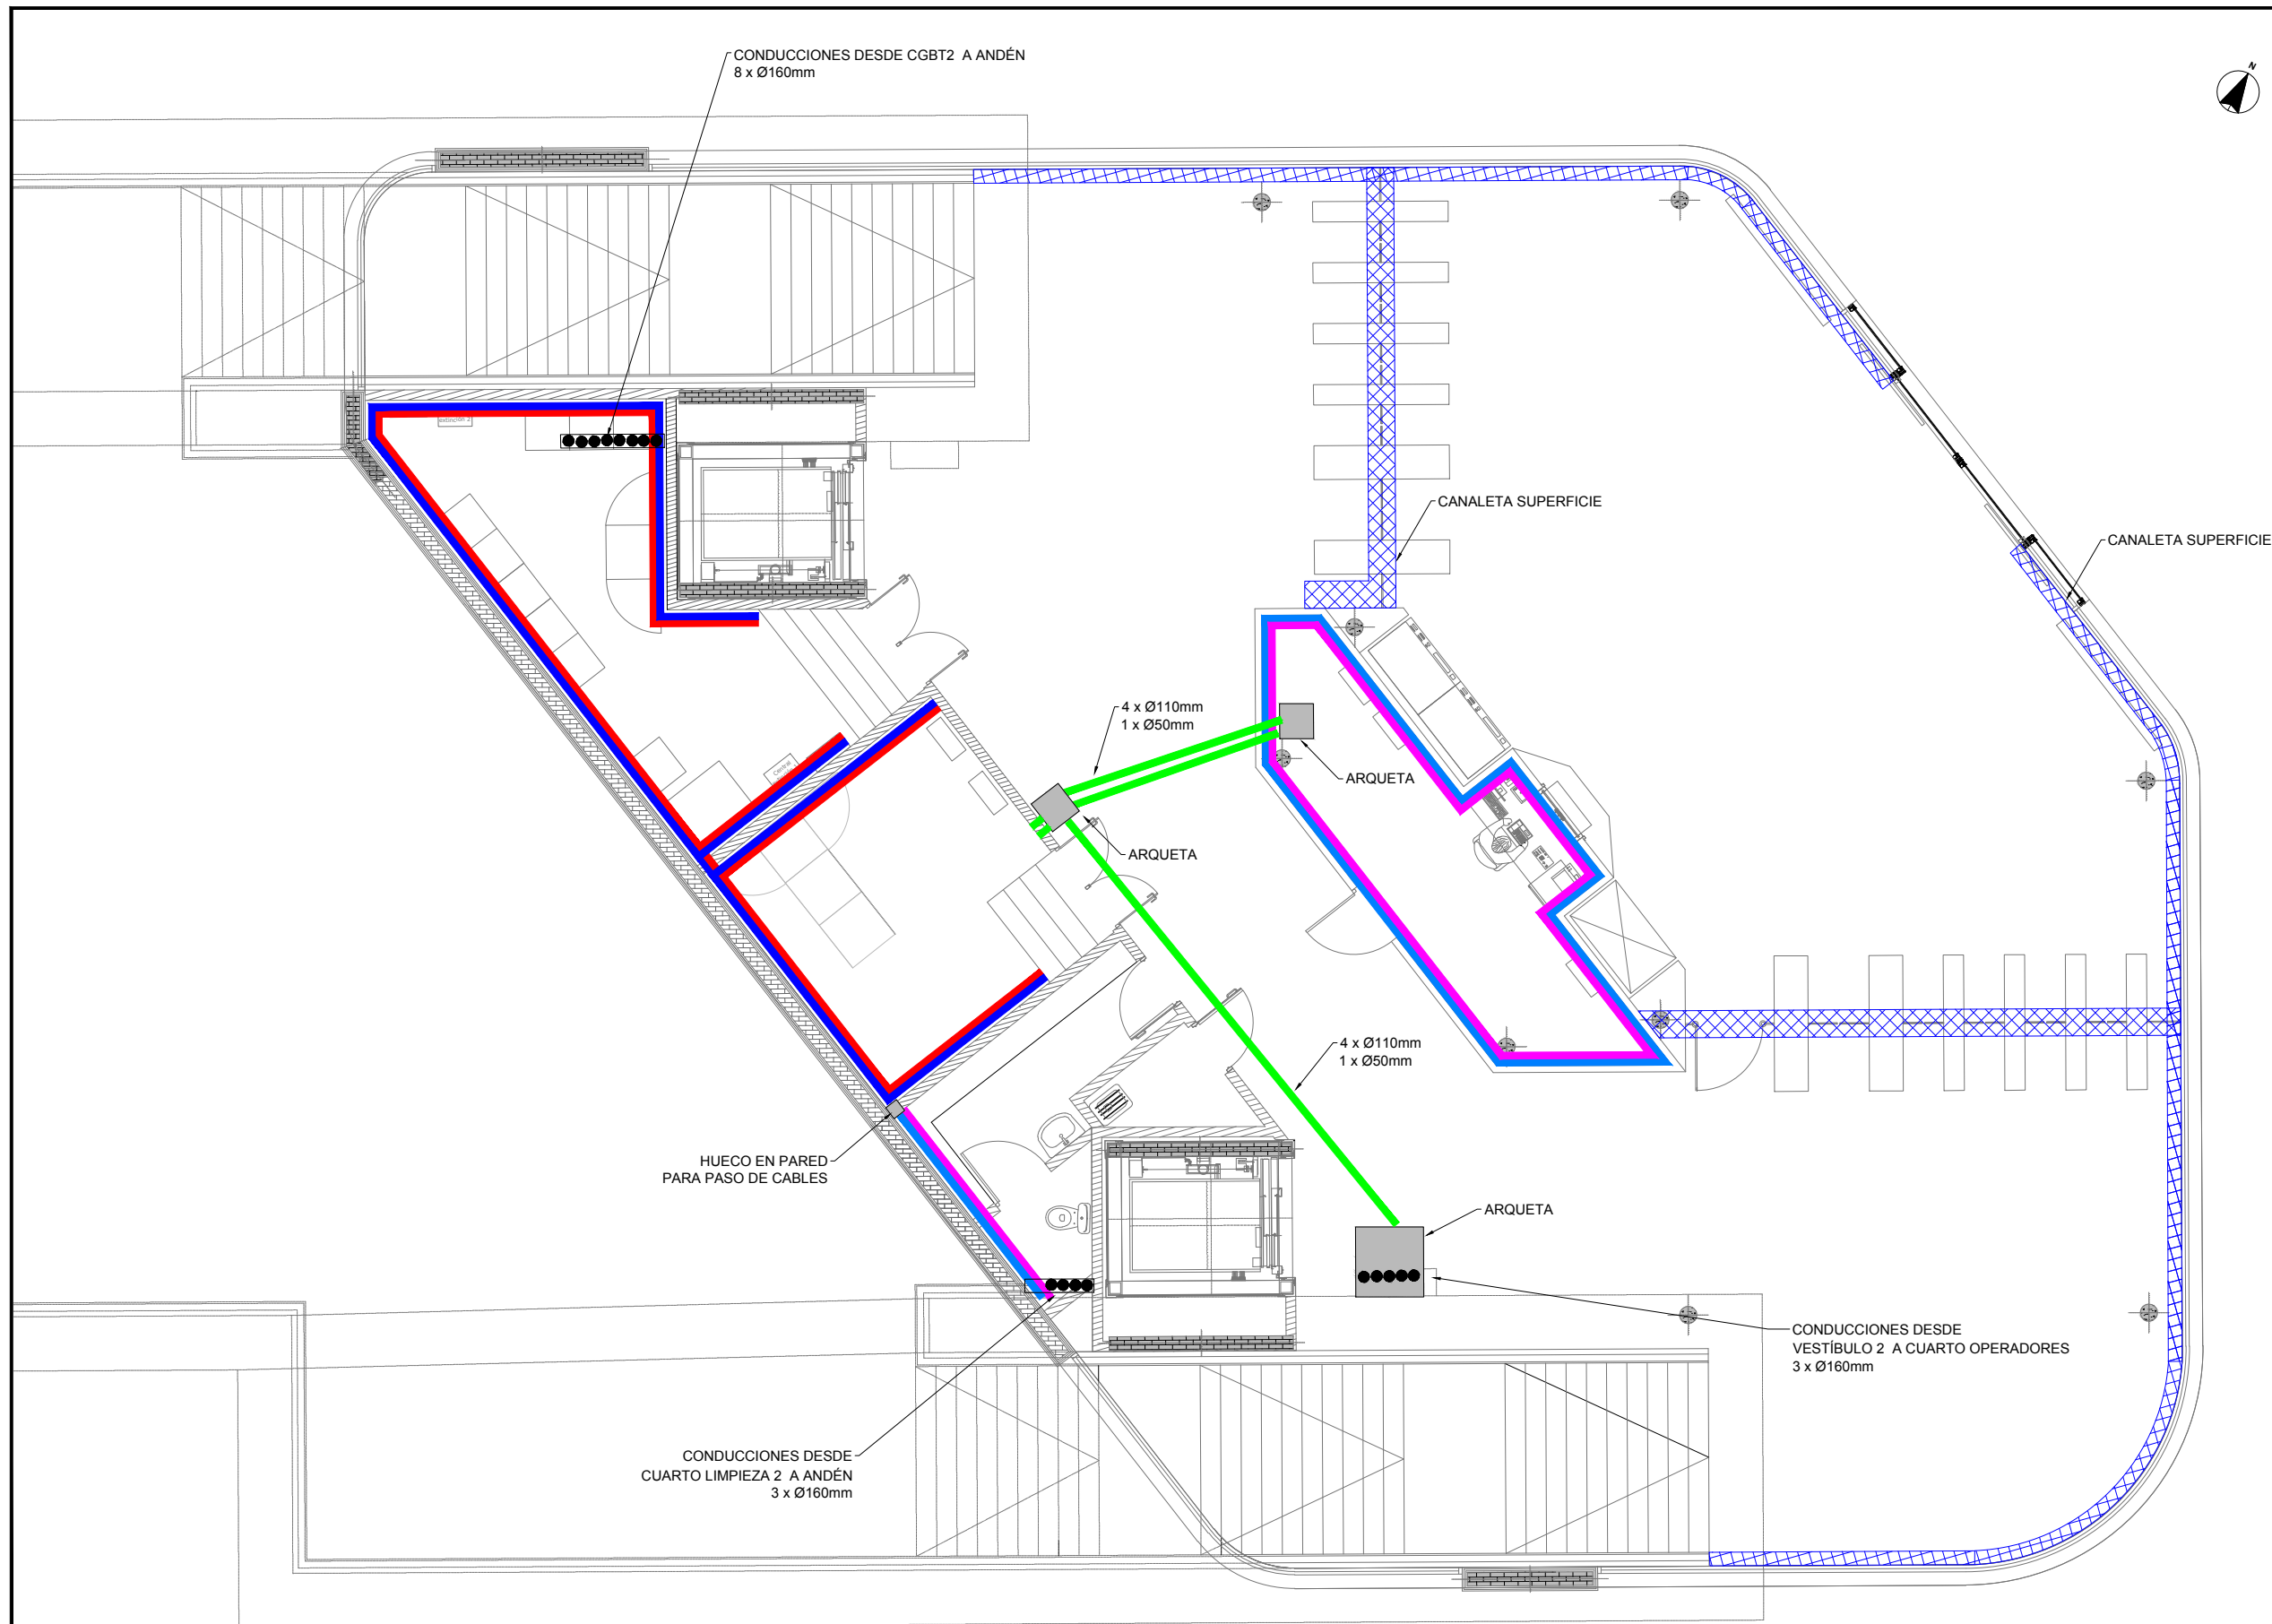 CONDUCCIONES DESDE CGBT2 A ANDÉN
8 x Ø160mm
N
CANALETA SUPERFICIE
CANALETA SUPERFICIE
4 x Ø110mm
1 x Ø50mm
ARQUETA
ARQUETA
4 x Ø110mm
1 x Ø50mm
HUECO EN PARED
PARA PASO DE CABLES
ARQUETA
CONDUCCIONES DESDE
VESTÍBULO 2 A CUARTO OPERADORES
3 x Ø160mm
CONDUCCIONES DESDE
CUARTO LIMPIEZA 2 A ANDÉN
3 x Ø160mm
Central